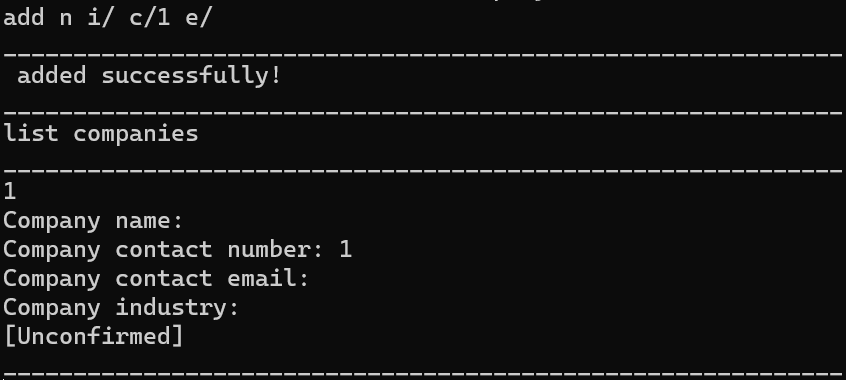 add n i/ c/1 e/
____________________________________________________________
 added successfully!
____________________________________________________________
list companies
____________________________________________________________
1
Company name:
Company contact number: 1
Company contact email:
Company industry:
[Unconfirmed]
____________________________________________________________